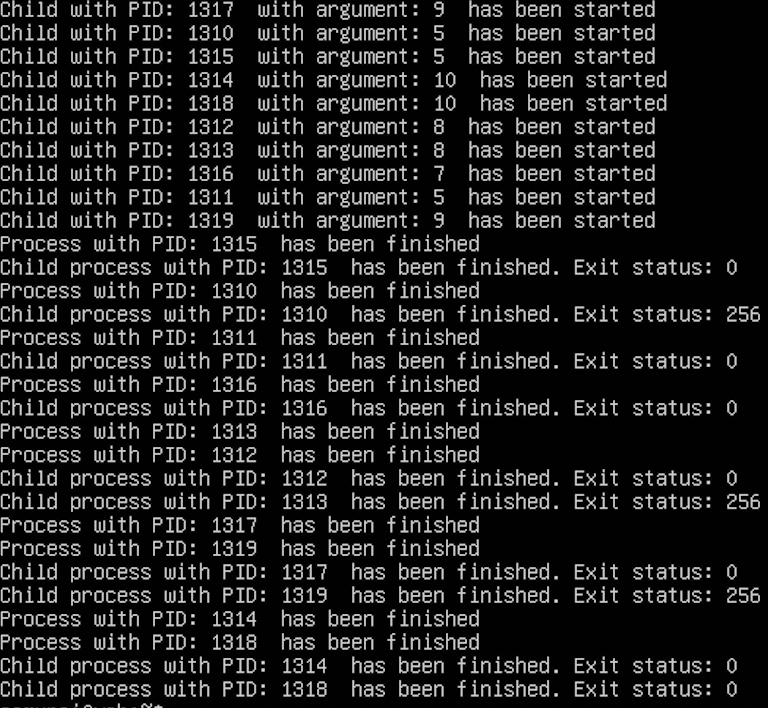 Child with PID: 1317  with argument: 9  has been started
Child with PID: 1310  with argument: 5  has been started
Child with PID: 1315  with argument: 5  has been started
Child with PID: 1314  with argument: 10  has been started
Child with PID: 1318  with argument: 10  has been started
Child with PID: 1312  with argument: 8  has been started
Child with PID: 1313  with argument: 8  has been started
Child with PID: 1316  with argument: 7  has been started
Child with PID: 1311  with argument: 5  has been started
Child with PID: 1319  with argument: 9  has been started
Process with PID: 1315  has been finished
Child process with PID: 1315  has been finished. Exit status: 0
Process with PID: 1310  has been finished
Child process with PID: 1310  has been finished. Exit status: 256
Process with PID: 1311  has been finished
Child process with PID: 1311  has been finished. Exit status: 0
Process with PID: 1316  has been finished
Child process with PID: 1316  has been finished. Exit status: 0
Process with PID: 1313  has been finished
Process with PID: 1312  has been finished
Child process with PID: 1312  has been finished. Exit status: 0
Child process with PID: 1313  has been finished. Exit status: 256
Process with PID: 1317  has been finished
Process with PID: 1319  has been finished
Child process with PID: 1317  has been finished. Exit status: 0
Child process with PID: 1319  has been finished. Exit status: 256
Process with PID: 1314  has been finished
Process with PID: 1318  has been finished
Child process with PID: 1314  has been finished. Exit status: 0
Child process with PID: 1318  has been finished. Exit status: 0